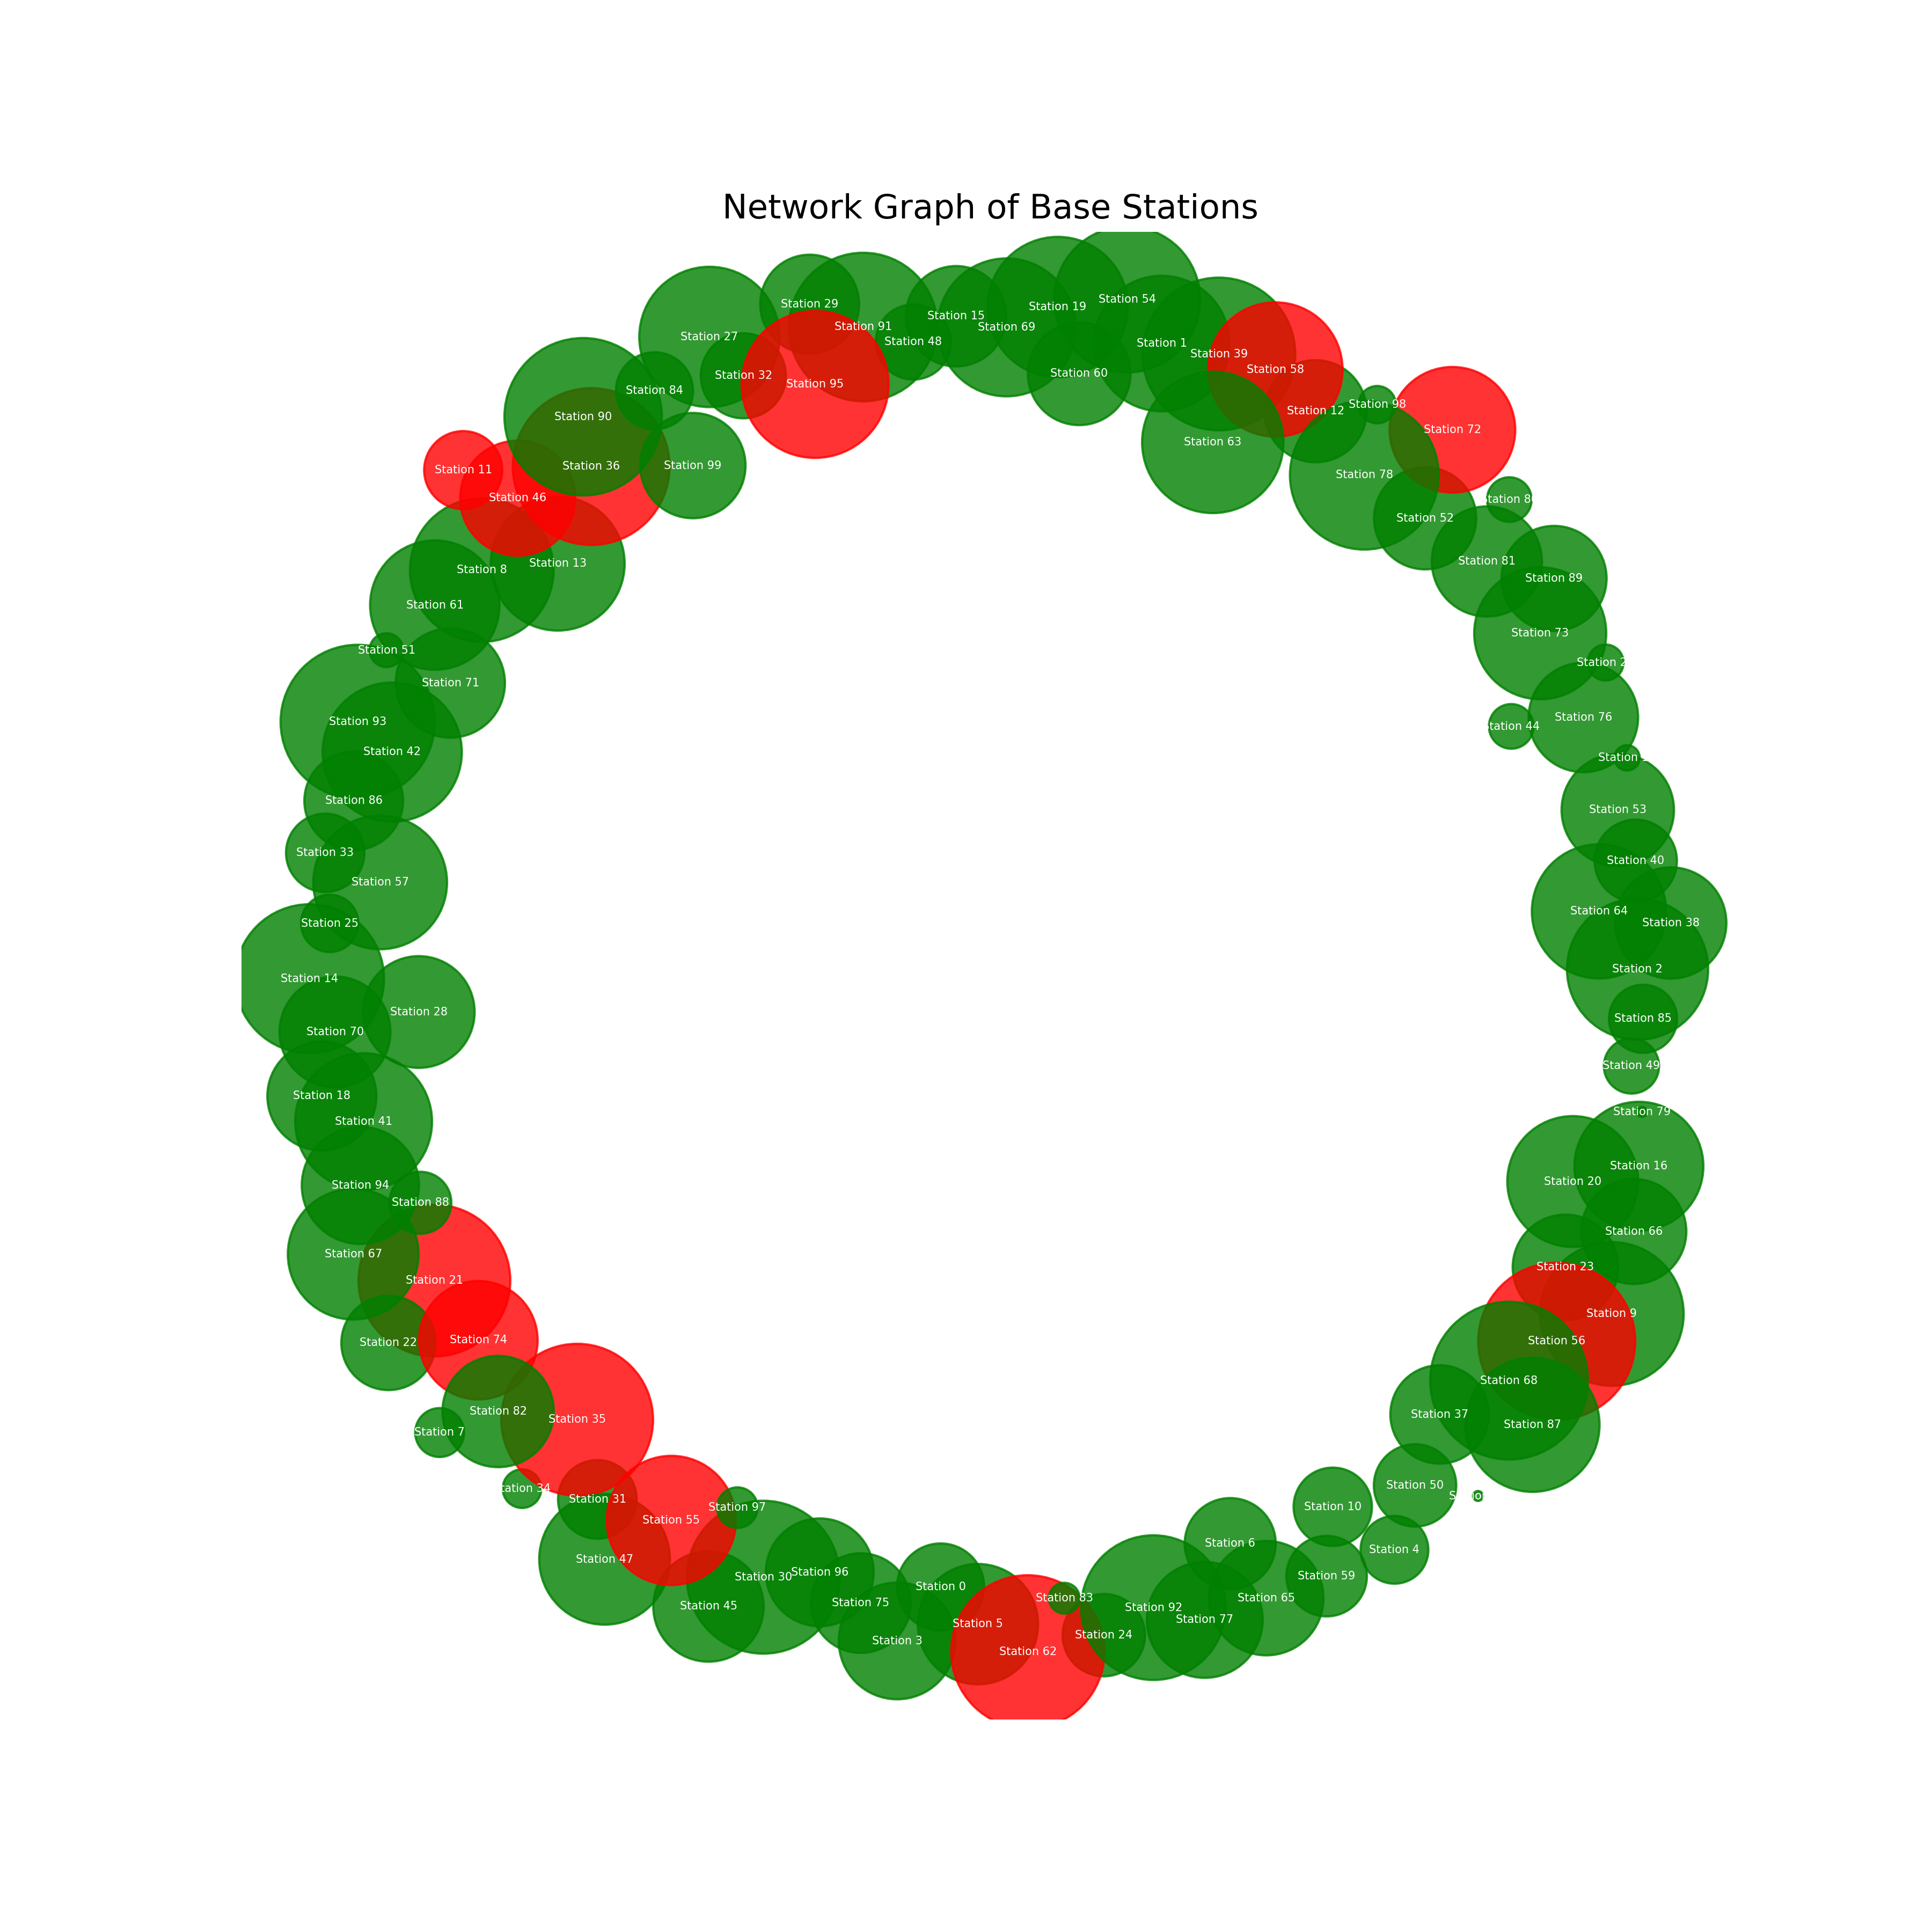 Network Graph of Base Stations
Station 54
Station 29
Station 19
Station 15
Station 91
Station 69
Station 27
Station 48
Station 1
Station 39
Station 58
Station 60
Station 32
Station 95
Station 84
Station 98
Station 12
Station 90
Station 72
Station 63
Station 99
Station 36
Station 11
Station 78
Station 46
Station 52
Station 81
Station 13
Station 8
Station 89
Station 61
Station 73
Station 51
Station 71
Station 76
Station 93
tation 44
Station 42
Station
Station 86
Station 53
Station 33
Station 40
Station 57
Station 64
Station 38
Station 25
Station 2
Station 14
Station 28
Station 85
Station 70
Station 49
Station 18
Station 79
Station 41
Station 16
Station 20
Station 94
Station 88
Station 66
Station 67
Station 23
Station 21
Station 9
Station 74
Station 56
Station 22
Station 68
Station 82
Station 37
Station 35
Station 87
Station 7
Station 50
tation 34
Station 31
Station 10
Station 97
Station 55
Station 6
Station 4
Station 47
Station 96
Station 59
Station 30
Station 0
Station 83
Station 65
Station 75
Station 45
Station 92
Station 77
Station 5
Station 24
Station 3
Station 62